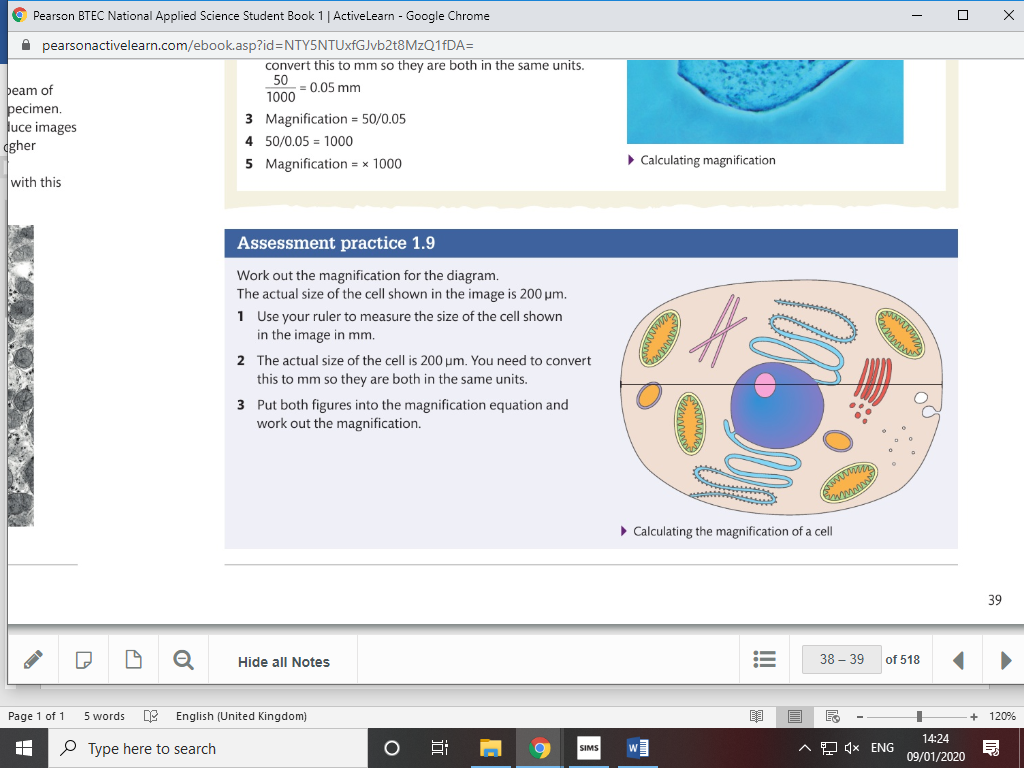 Pearson BTEC National Applied Science Student Book 1 | ActiveLearn - Google Chrome
pearsonactivelearn.com/ebook.asp?id=NTY5NTUxfGJvb2t8MzQ1fDA=
beam of
pecimen.
duce images
gher
with this
convert this to mm so they are both in the same units.
50
1000 = 0.05 mm
3 Magnification = 50/0.05
4 50/0.05 = 1000
5 Magnification = × 1000
Calculating magnification
Assessment practice 1.9
Work out the magnification for the diagram.
The actual size of the cell shown in the image is 200 µm.
1 Use your ruler to measure the size of the cell shown
in the image in mm.
2 The actual size of the cell is 200 µm. You need to convert
this to mm so they are both in the same units.
3 Put both figures into the magnification equation and
work out the magnification.
Calculating the magnification of a cell
39
Hide all Notes
38 – 39 of 518
Page 1 of 1 5 words English (United Kingdom) 120%
Type here to search
SIMS
ENG
14:24
09/01/2020